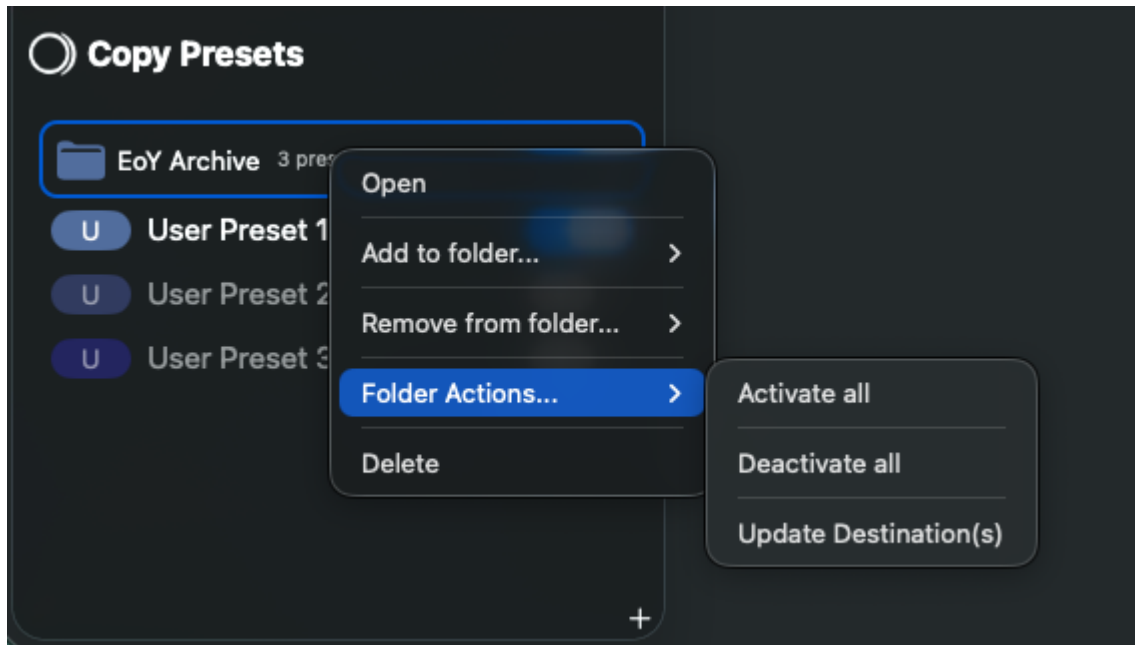 Copy Presets
EoY Archive 3
Open
U User Preset 1
Add to folder...
U User Preset 2
Remove from folder...
U User Preset
Folder Actions...
Activate all
Delete
Deactivate all
Update Destination(s)
+